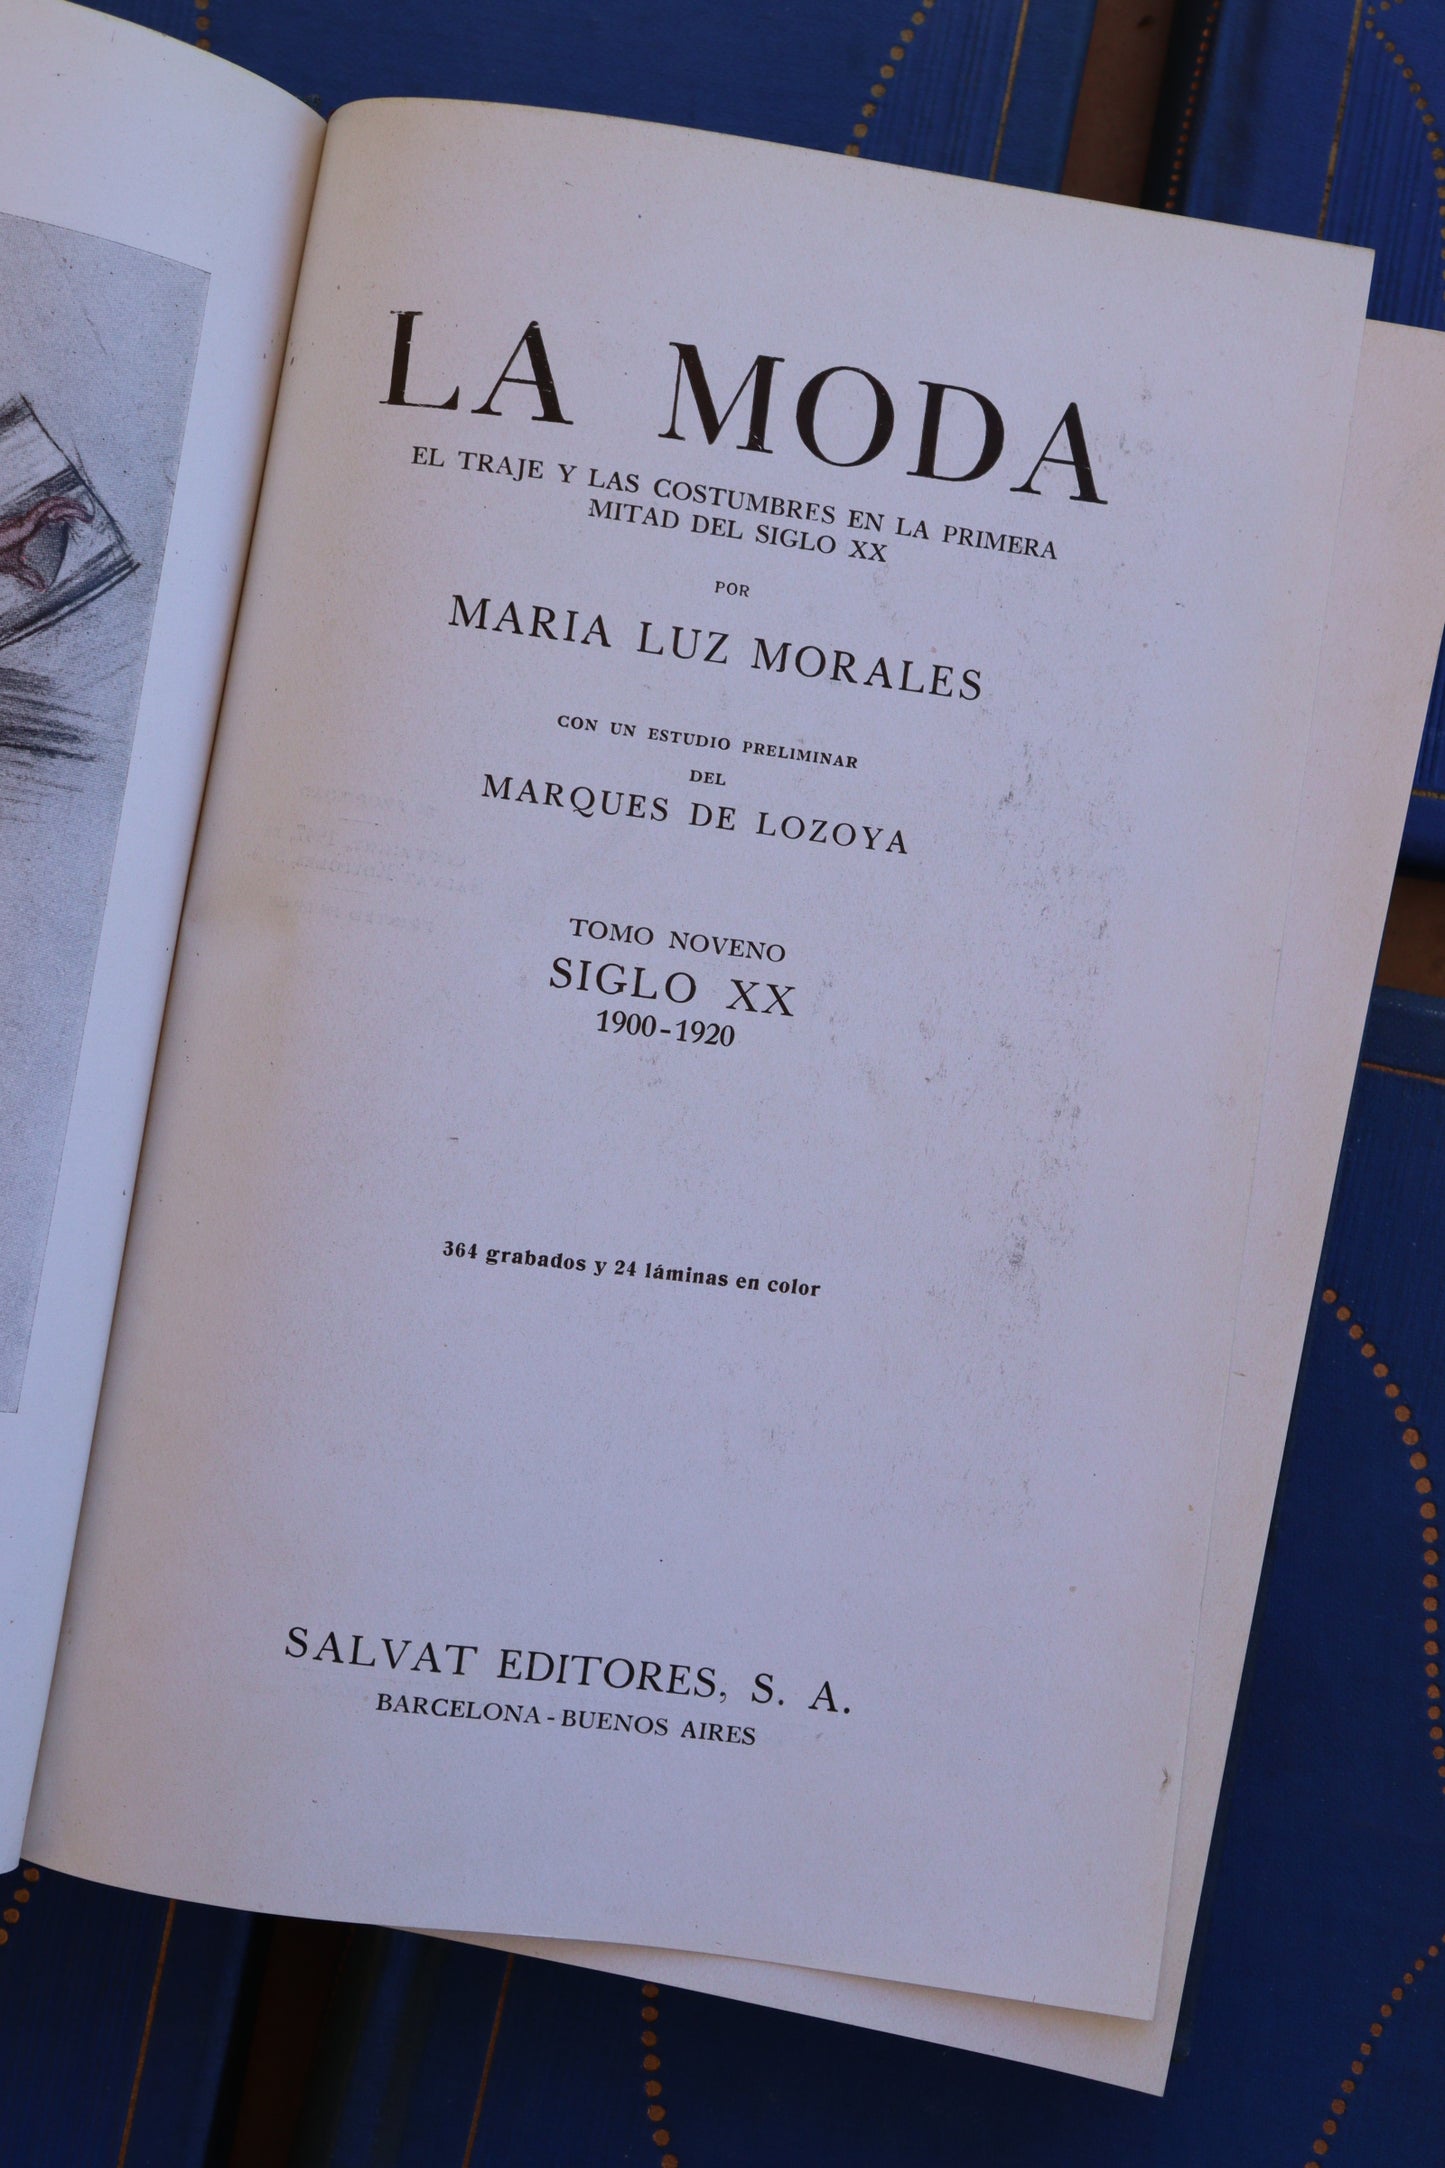 LA MODA
EL TRAJE Y LAS COSTUMBRES EN LA PRIMERA
MITAD DEL SIGLO XX
POR
MARIA LUZ MORALES
CON UN ESTUDIO PRELIMINAR
DEL
MARQUES DE LOZOYA
TOMO NOVENO
SIGLO XX
1900-1920
364 grabados y 24 láminas en color
SALVAT EDITORES, S. A.
BARCELONA-BUENOS AIRES